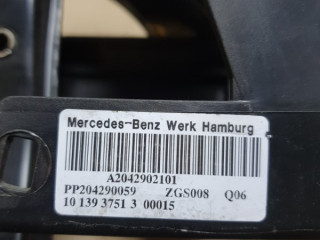 Mercedes-Benz Werk Hamburg
A2042902101
PP204290059 ZGS008 Q06
10 139 3751 3 00015